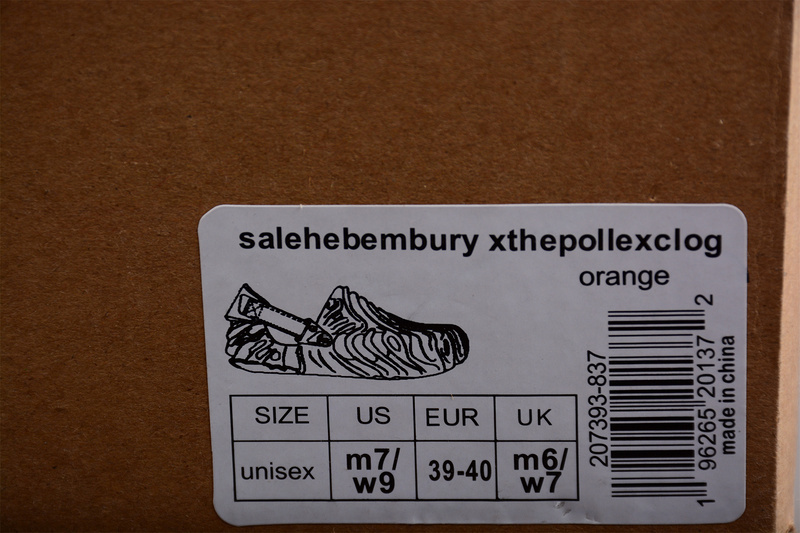 salehebembury xthepollexclog
orange
SIZE US EUR UK
unisex m7/w9 39-40 m6/w7
207393-837
1 96265 20137 2
made in china